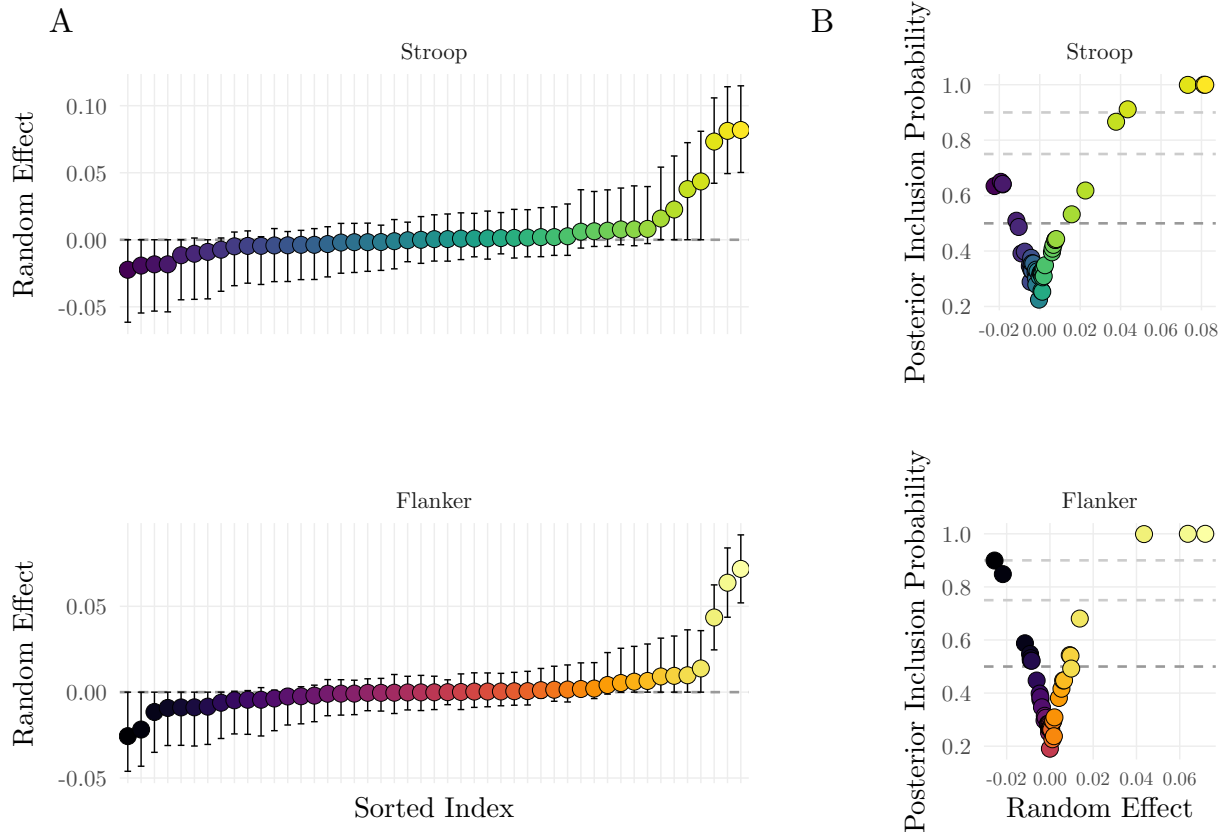 A
Stroop
Random Effect
0.10
0.05
0.00
-0.05
B
Stroop
Posterior Inclusion Probability
1.0
0.8
0.6
0.4
0.2
-0.02 0.00 0.02 0.04 0.06 0.08
Flanker
Random Effect
0.05
0.00
-0.05
Sorted Index
Flanker
Posterior Inclusion Probability
1.0
0.8
0.6
0.4
0.2
-0.02 0.00 0.02 0.04 0.06
Random Effect